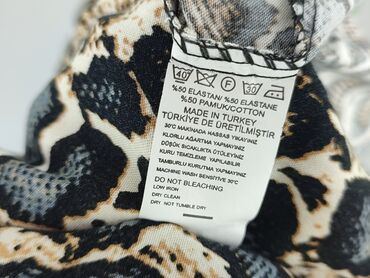 40 F 30
%50 ELASTAN/ %50 ELASTANE
%50 PAMUK/COTTON
MADE IN TURKEY
TÜRKİYE DE ÜRETİLMİŞTİR
30°C MAKİNADA HASSAS YIKAYINIZ
KLORLU AĞARTMA YAPMAYINIZ
DÜŞÜK SICAKLIKTA ÜTÜLEYİNİZ
KURU TEMİZLEME YAPILABİLİR
TAMBURLU KURUTMA YAPMAYINIZ
MACHINE WASH SENSITIVE 30°C
DO NOT BLEACHING
LOW IRON
DRY CLEAN
DRY NOT TUMBLE DRY